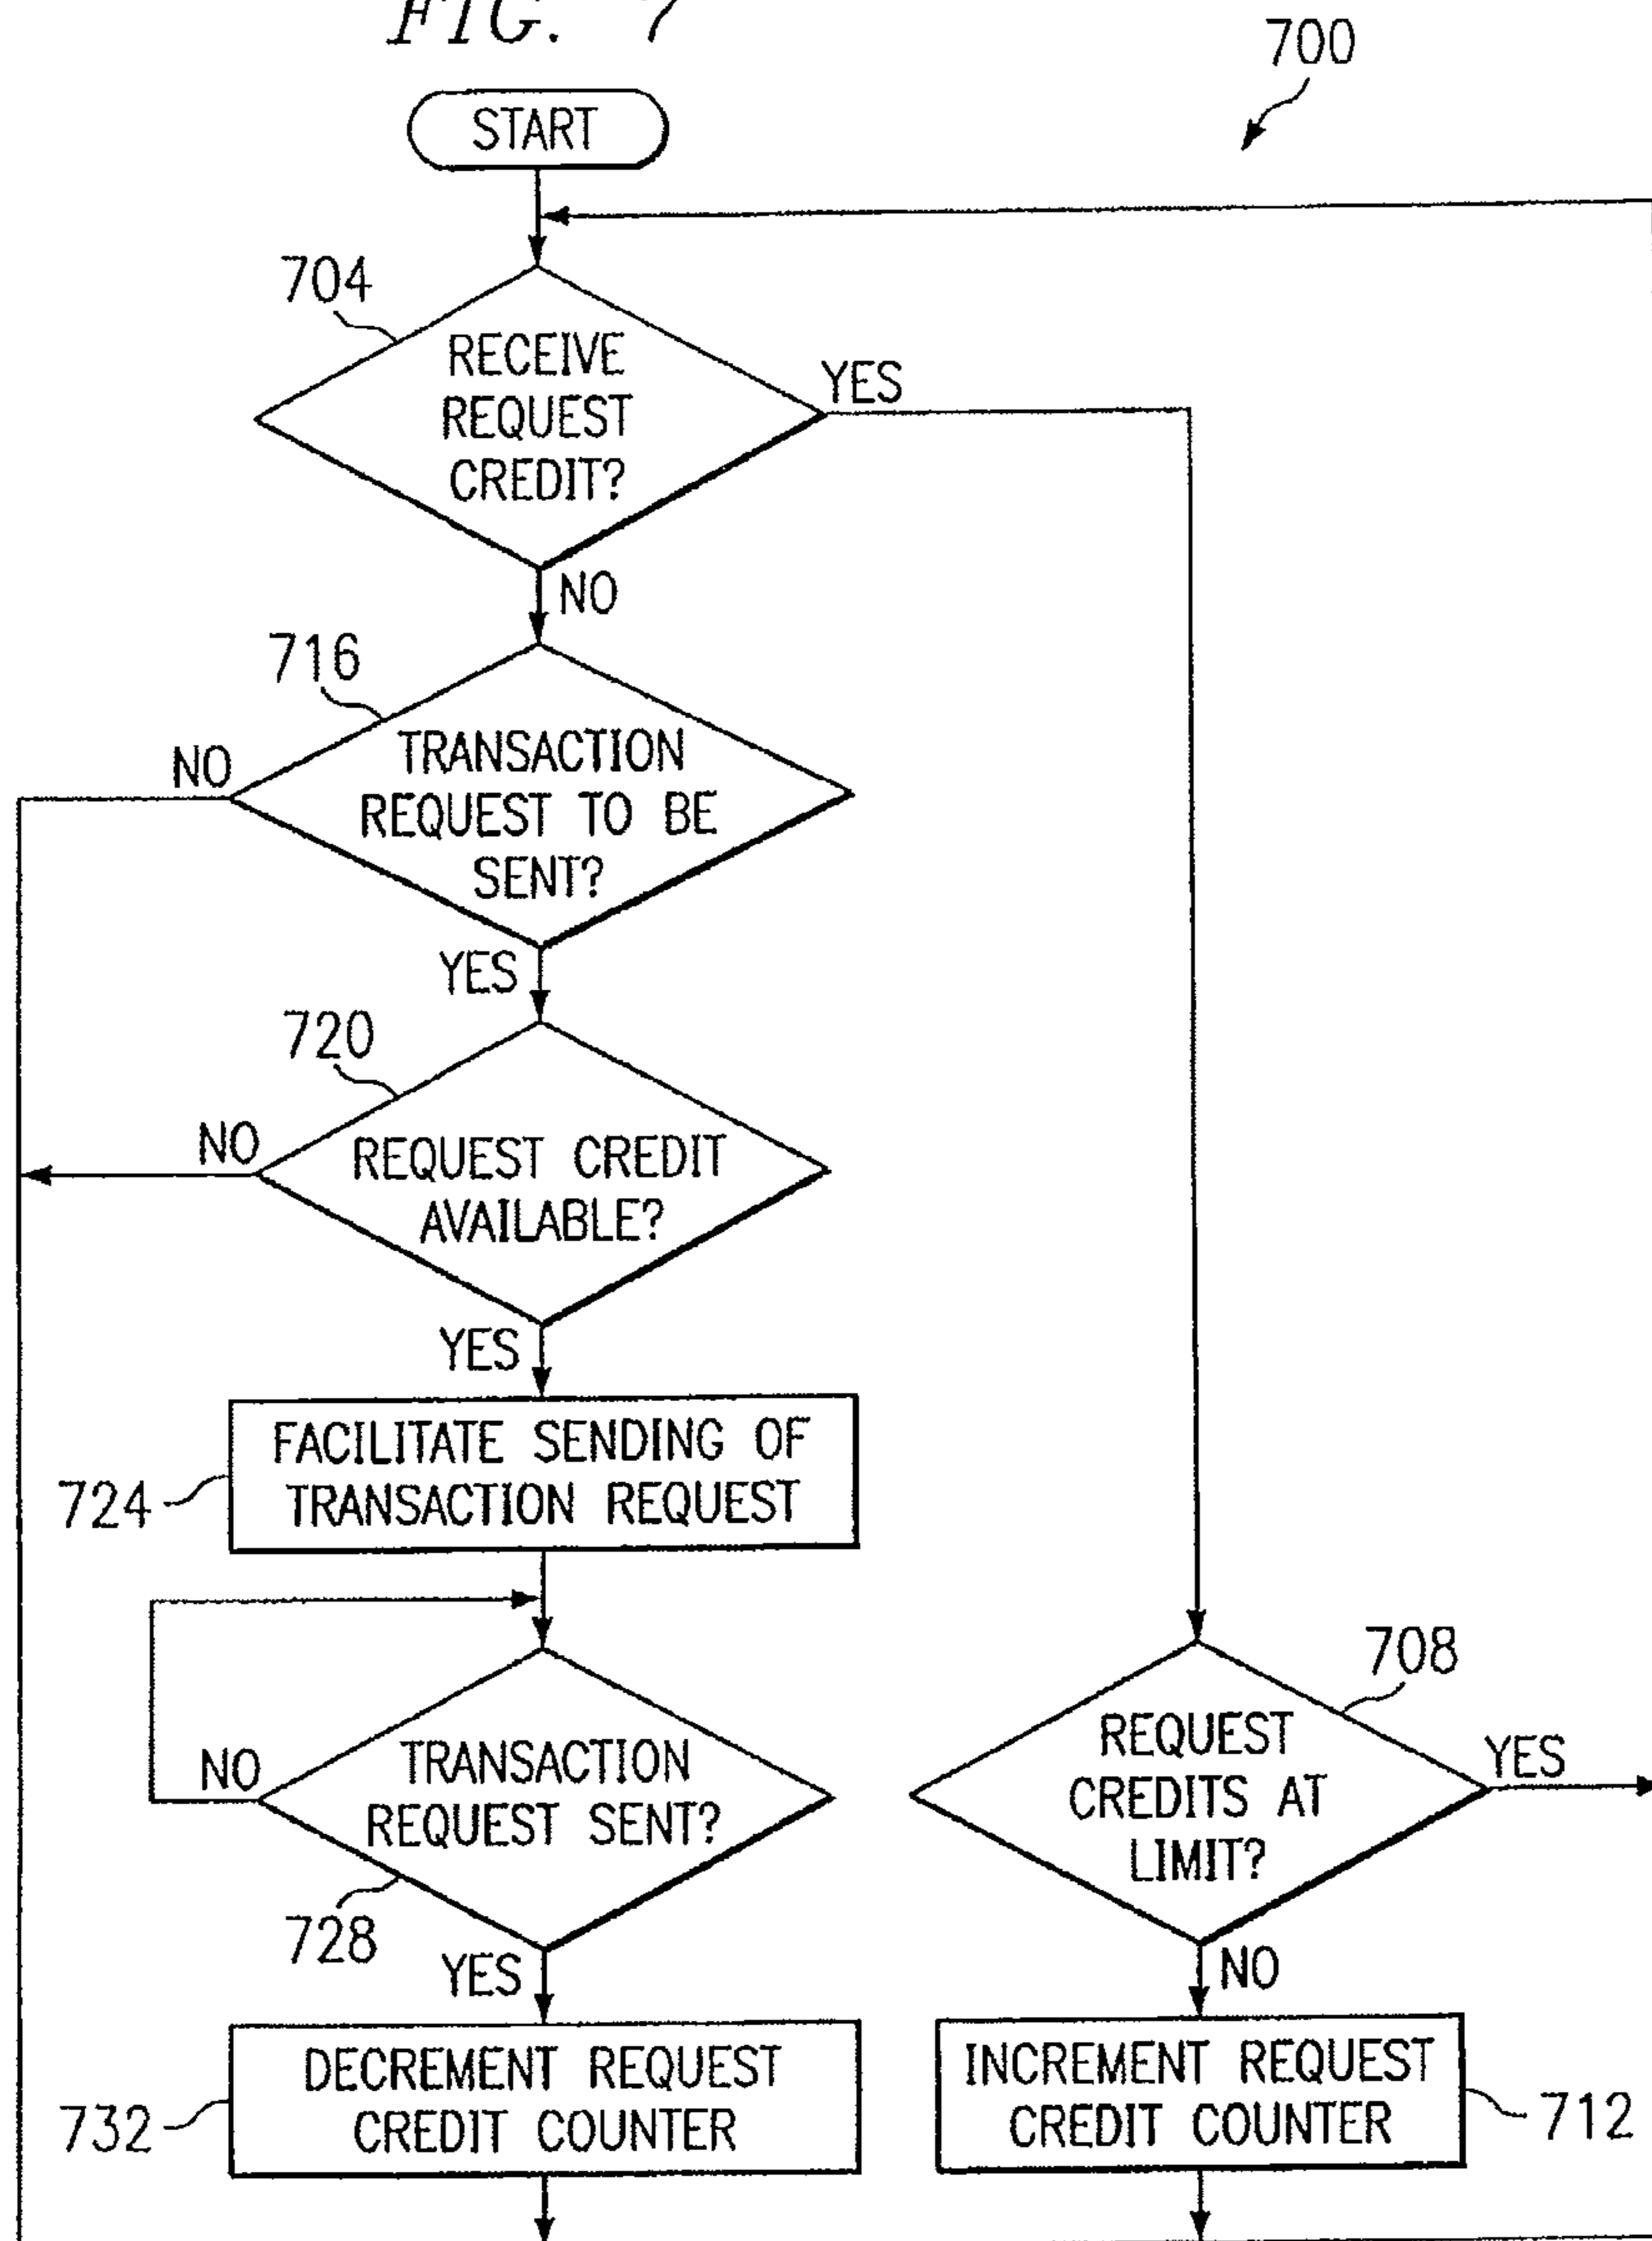 FIG. 7
700
START
704
RECEIVE
REQUEST
CREDIT?
YES
NO
716
TRANSACTION
REQUEST TO BE
SENT?
NO
YES
720
REQUEST CREDIT
AVAILABLE?
NO
YES
FACILITATE SENDING OF
TRANSACTION REQUEST
724
TRANSACTION
REQUEST SENT?
NO
728
YES
708
REQUEST
CREDITS AT
LIMIT?
YES
NO
DECREMENT REQUEST
CREDIT COUNTER
732
INCREMENT REQUEST
CREDIT COUNTER
712